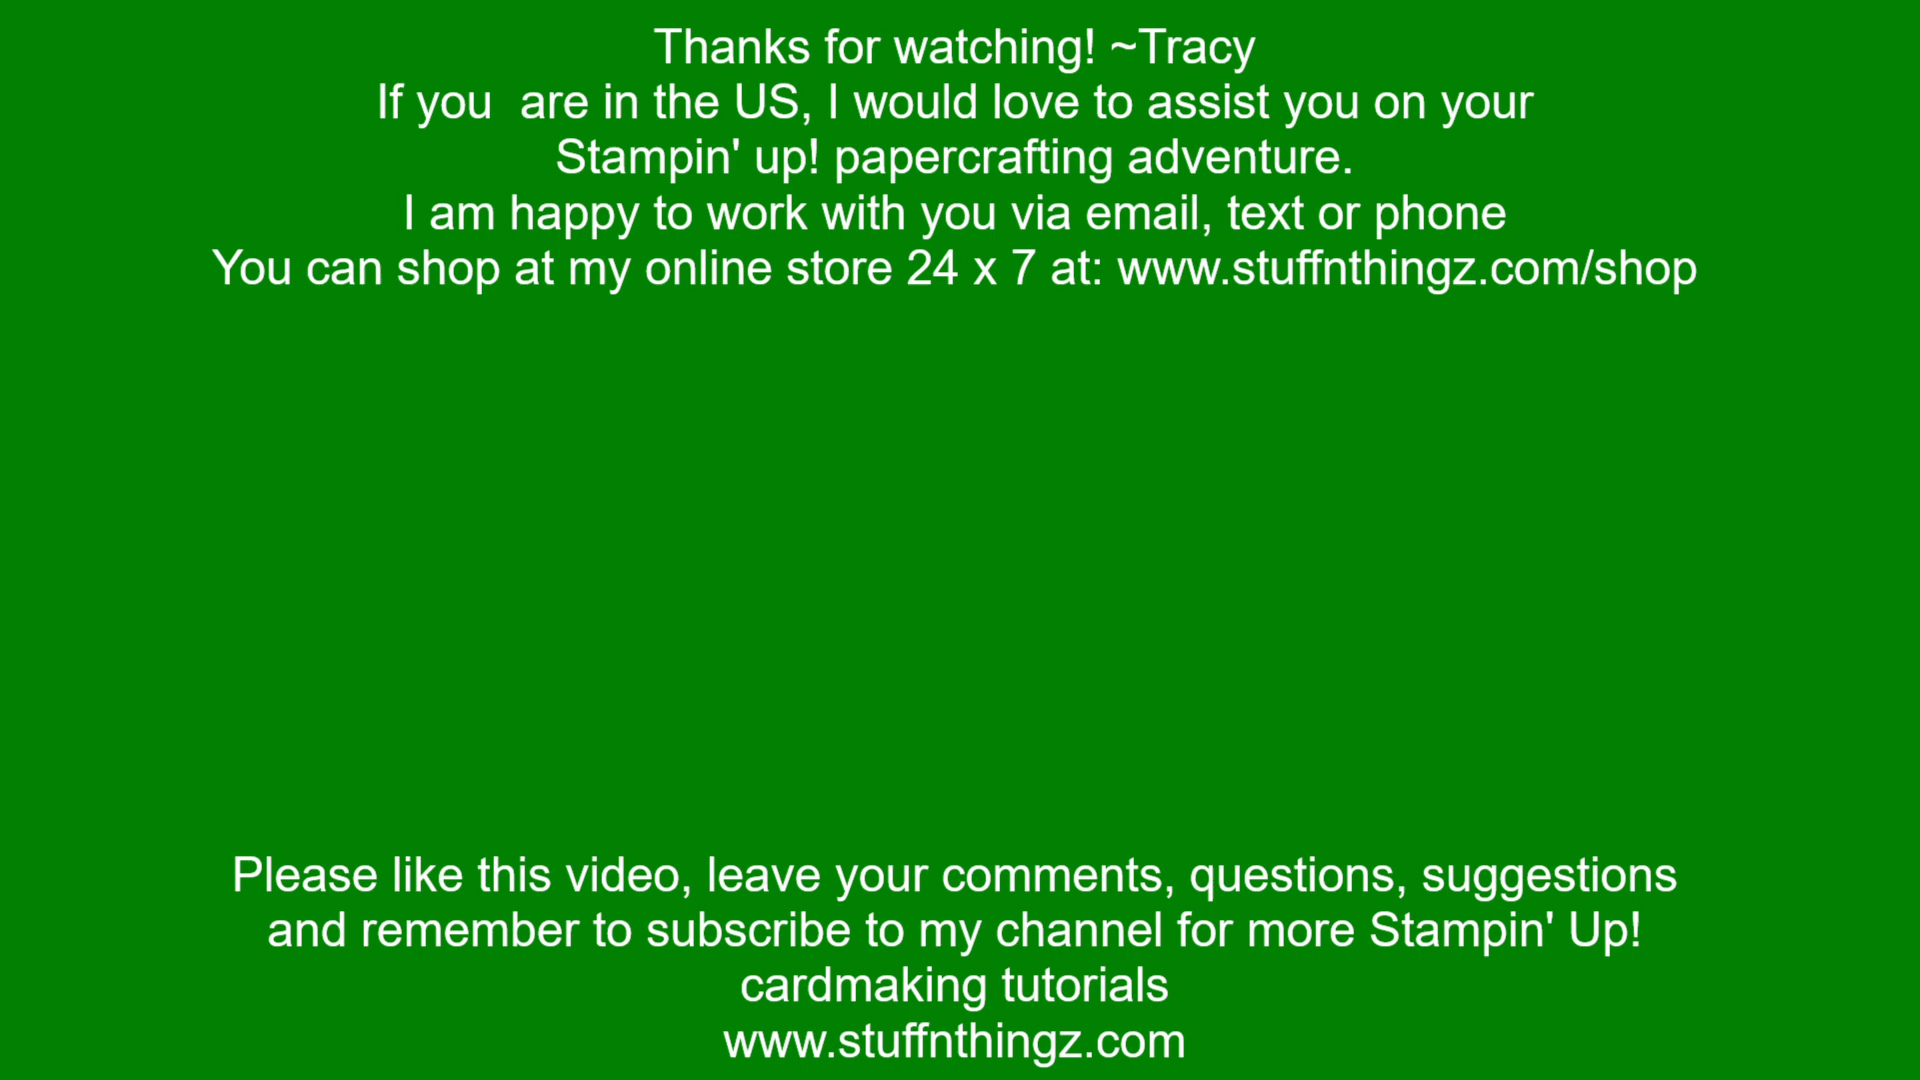 Thanks for watching! ~Tracy
If you  are in the US, I would love to assist you on your
Stampin' up! papercrafting adventure.
I am happy to work with you via email, text or phone
You can shop at my online store 24 x 7 at: www.stuffnthingz.com/shop
Please like this video, leave your comments, questions, suggestions
and remember to subscribe to my channel for more Stampin' Up!
cardmaking tutorials
www.stuffnthingz.com